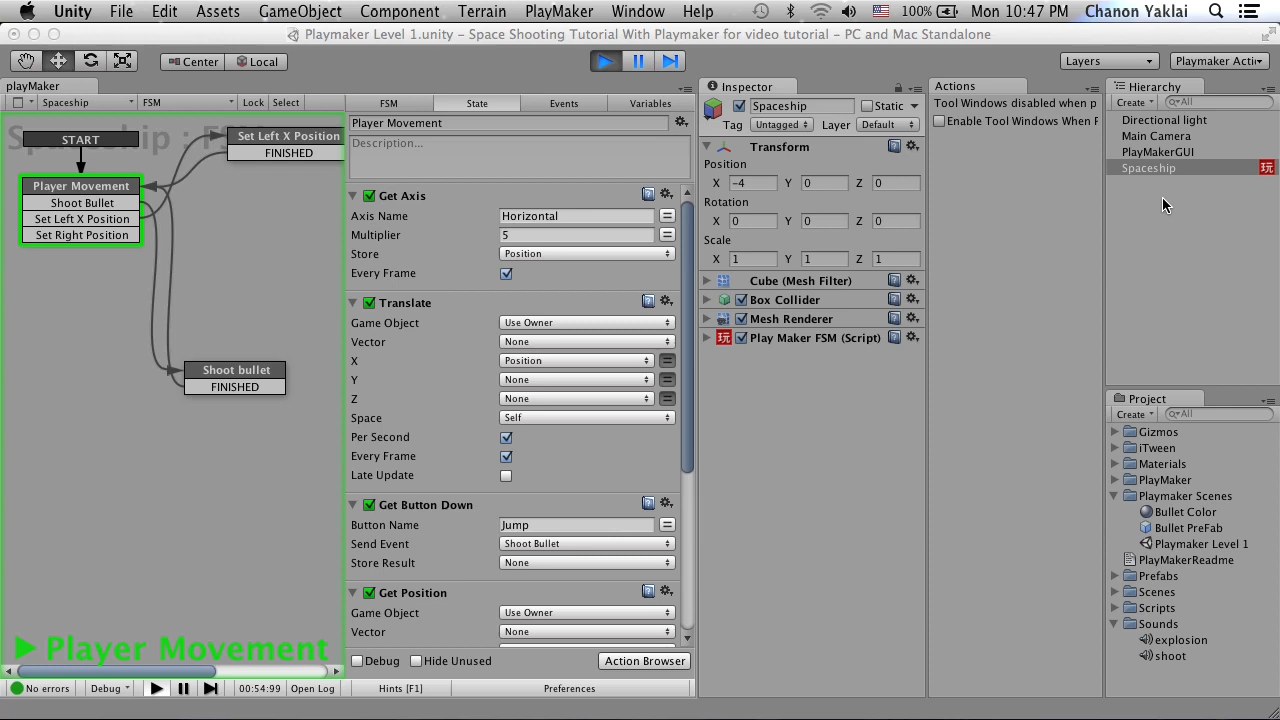 Unity File Edit Assets GameObject Component Terrain PlayMaker Window Help 100% Mon 10:47 PM Chanon Yaklai
Playmaker Level 1.unity - Space Shooting Tutorial With Playmaker for video tutorial - PC and Mac Standalone
Center Local Layers Playmaker Acti
playMaker
Spaceship FSM Lock Select
Spaceship : FSM
START
Player Movement
Shoot Bullet
Set Left X Position
Set Right Position
Set Left X Position
FINISHED
Shoot bullet
FINISHED
Player Movement
No errors Debug 00:54:99 Open Log
FSM State Events Variables
Player Movement
Description...
Get Axis
Axis Name Horizontal
Multiplier 5
Store Position
Every Frame
Translate
Game Object Use Owner
Vector None
X Position
Y None
Z None
Space Self
Per Second
Every Frame
Late Update
Get Button Down
Button Name Jump
Send Event Shoot Bullet
Store Result None
Get Position
Game Object Use Owner
Vector None
Debug Hide Unused Action Browser
Hints [F1] Preferences
Inspector
Spaceship Static
Tag Untagged Layer Default
Transform
Position
X -4 Y 0 Z 0
Rotation
X 0 Y 0 Z 0
Scale
X 1 Y 1 Z 1
Cube (Mesh Filter)
Box Collider
Mesh Renderer
玩 Play Maker FSM (Script)
Actions
Tool Windows disabled when p
Enable Tool Windows When F
Hierarchy
Create All
Directional light
Main Camera
PlayMakerGUI
Spaceship 玩
Project
Create All
Gizmos
iTween
Materials
PlayMaker
Playmaker Scenes
Bullet Color
Bullet PreFab
Playmaker Level 1
PlayMakerReadme
Prefabs
Scenes
Scripts
Sounds
explosion
shoot